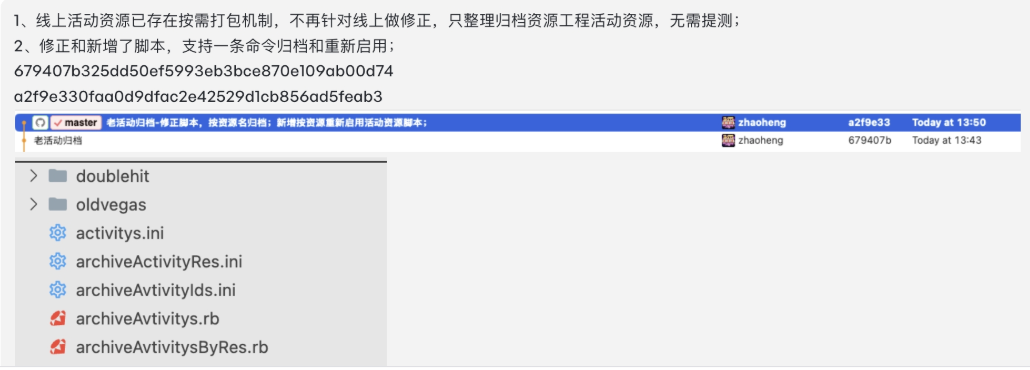 1、线上活动资源已存在按需打包机制，不再针对线上做修正，只整理归档资源工程活动资源，无需提测；
2、修正和新增了脚本，支持一条命令归档和重新启用；
679407b325dd50ef5993eb3bce870e109ab00d74
a2f9e330faa0d9dfac2e42529d1cb856ad5feab3
master 老活动归档-修正脚本，按资源名归档；新增按资源重新启用活动资源脚本； zhaoheng a2f9e33 Today at 13:50
老活动归档 zhaoheng 679407b Today at 13:43
doublehit
oldvegas
activitys.ini
archiveActivityRes.ini
archiveAvtivityIds.ini
archiveAvtivitys.rb
archiveAvtivitysByRes.rb